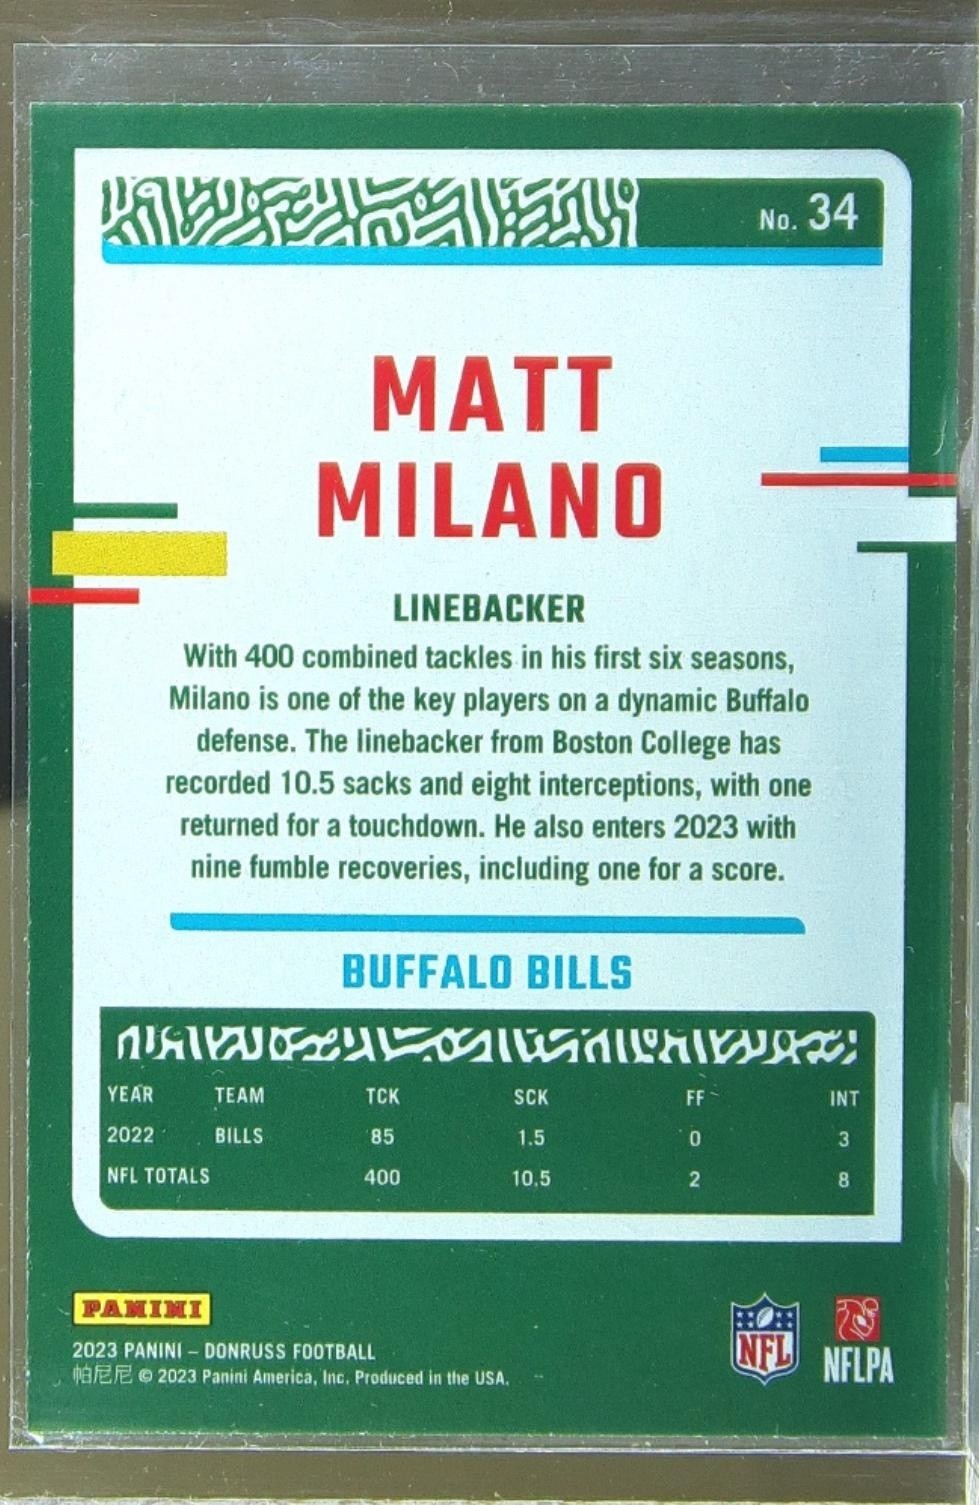 No. 34
MATT
MILANO
LINEBACKER
With 400 combined tackles in his first six seasons,
Milano is one of the key players on a dynamic Buffalo
defense. The linebacker from Boston College has
recorded 10.5 sacks and eight interceptions, with one
returned for a touchdown. He also enters 2023 with
nine fumble recoveries, including one for a score.
BUFFALO BILLS
YEAR TEAM TCK SCK FF INT
2022 BILLS 85 1.5 0 3
NFL TOTALS 400 10.5 2 8
PANINI
2023 PANINI – DONRUSS FOOTBALL
帕尼尼 © 2023 Panini America, Inc. Produced in the USA.
NFL
NFLPA